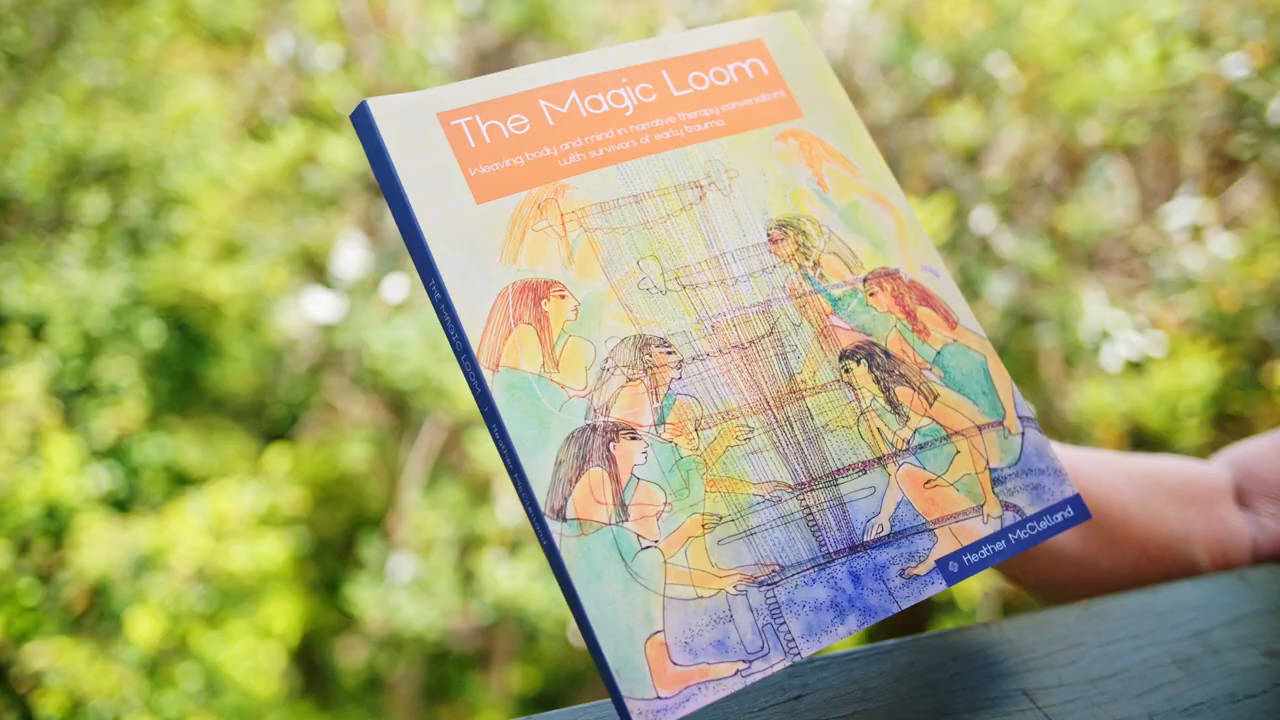 The Magic Loom
Weaving body and mind in narrative therapy conversations
with survivors of early trauma
THE MAGIC LOOM | Heather McClelland
Heather McClelland